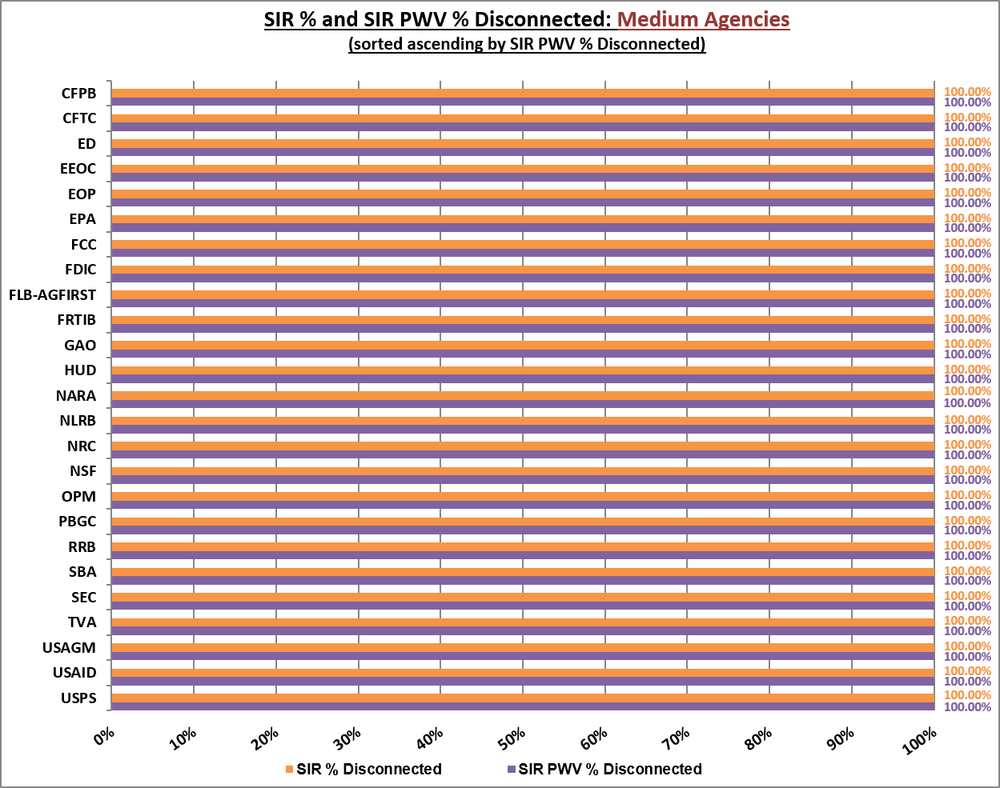 SIR % and SIR PWV % Disconnected: Medium Agencies
(sorted ascending by SIR PWV % Disconnected)
CFPB 100.00%
100.00%
CFTC 100.00%
100.00%
ED 100.00%
100.00%
EEOC 100.00%
100.00%
EOP 100.00%
100.00%
EPA 100.00%
100.00%
FCC 100.00%
100.00%
FDIC 100.00%
100.00%
FLB-AGFIRST 100.00%
100.00%
FRTIB 100.00%
100.00%
GAO 100.00%
100.00%
HUD 100.00%
100.00%
NARA 100.00%
100.00%
NLRB 100.00%
100.00%
NRC 100.00%
100.00%
NSF 100.00%
100.00%
OPM 100.00%
100.00%
PBGC 100.00%
100.00%
RRB 100.00%
100.00%
SBA 100.00%
100.00%
SEC 100.00%
100.00%
TVA 100.00%
100.00%
USAGM 100.00%
100.00%
USAID 100.00%
100.00%
USPS 100.00%
100.00%
0% 10% 20% 30% 40% 50% 60% 70% 80% 90% 100%
SIR % Disconnected SIR PWV % Disconnected